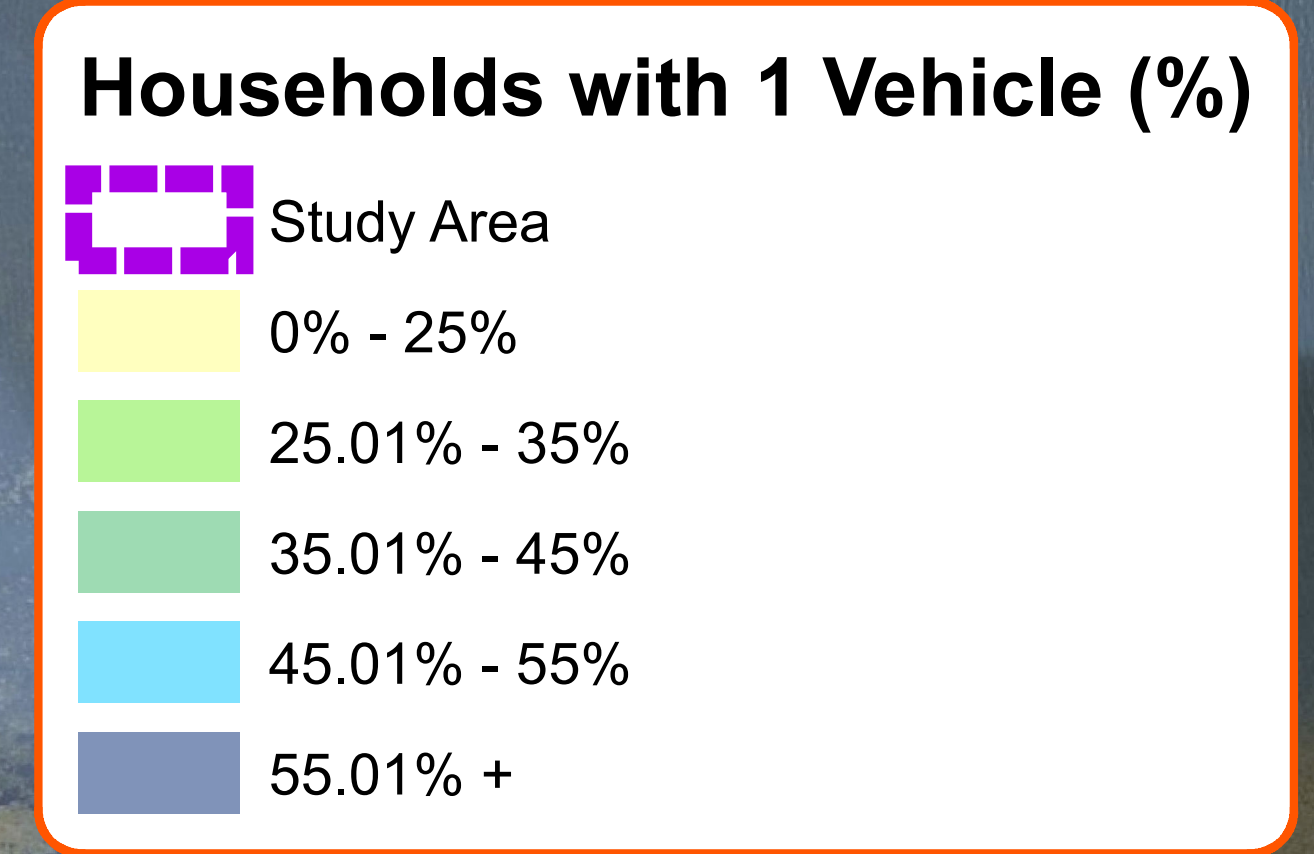 Households with 1 Vehicle (%)
Study Area
0% - 25%
25.01% - 35%
35.01% - 45%
45.01% - 55%
55.01% +